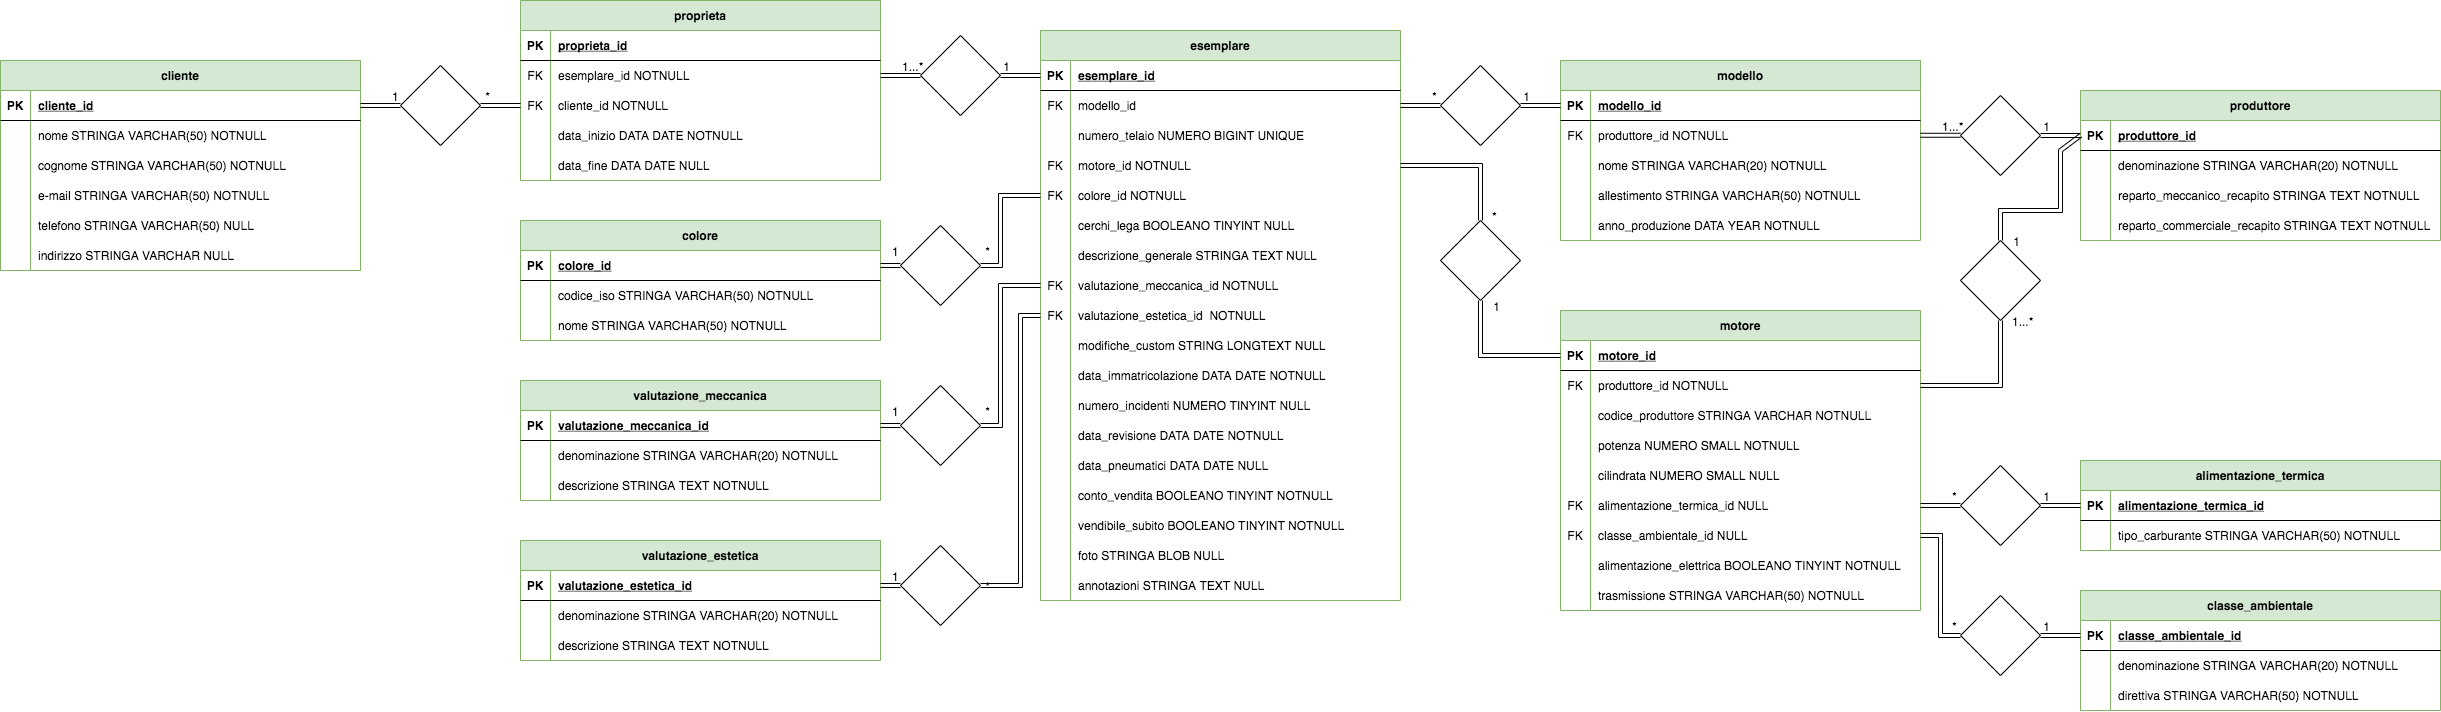 cliente
PK cliente_id
nome STRINGA VARCHAR(50) NOTNULL
cognome STRINGA VARCHAR(50) NOTNULL
e-mail STRINGA VARCHAR(50) NOTNULL
telefono STRINGA VARCHAR(50) NULL
indirizzo STRINGA VARCHAR NULL
1
*
proprieta
PK proprieta_id
FK esemplare_id NOTNULL
FK cliente_id NOTNULL
data_inizio DATA DATE NOTNULL
data_fine DATA DATE NULL
1...*
1
colore
PK colore_id
codice_iso STRINGA VARCHAR(50) NOTNULL
nome STRINGA VARCHAR(50) NOTNULL
1
*
valutazione_meccanica
PK valutazione_meccanica_id
denominazione STRINGA VARCHAR(20) NOTNULL
descrizione STRINGA TEXT NOTNULL
1
*
valutazione_estetica
PK valutazione_estetica_id
denominazione STRINGA VARCHAR(20) NOTNULL
descrizione STRINGA TEXT NOTNULL
1
*
esemplare
PK esemplare_id
FK modello_id
numero_telaio NUMERO BIGINT UNIQUE
FK motore_id NOTNULL
FK colore_id NOTNULL
cerchi_lega BOOLEANO TINYINT NULL
descrizione_generale STRINGA TEXT NULL
FK valutazione_meccanica_id NOTNULL
FK valutazione_estetica_id  NOTNULL
modifiche_custom STRING LONGTEXT NULL
data_immatricolazione DATA DATE NOTNULL
numero_incidenti NUMERO TINYINT NULL
data_revisione DATA DATE NOTNULL
data_pneumatici DATA DATE NULL
conto_vendita BOOLEANO TINYINT NOTNULL
vendibile_subito BOOLEANO TINYINT NOTNULL
foto STRINGA BLOB NULL
annotazioni STRINGA TEXT NULL
*
1
*
1
modello
PK modello_id
FK produttore_id NOTNULL
nome STRINGA VARCHAR(20) NOTNULL
allestimento STRINGA VARCHAR(50) NOTNULL
anno_produzione DATA YEAR NOTNULL
1...*
1
motore
PK motore_id
FK produttore_id NOTNULL
codice_produttore STRINGA VARCHAR NOTNULL
potenza NUMERO SMALL NOTNULL
cilindrata NUMERO SMALL NULL
FK alimentazione_termica_id NULL
FK classe_ambientale_id NULL
alimentazione_elettrica BOOLEANO TINYINT NOTNULL
trasmissione STRINGA VARCHAR(50) NOTNULL
1
1...*
*
1
*
1
produttore
PK produttore_id
denominazione STRINGA VARCHAR(20) NOTNULL
reparto_meccanico_recapito STRINGA TEXT NOTNULL
reparto_commerciale_recapito STRINGA TEXT NOTNULL
alimentazione_termica
PK alimentazione_termica_id
tipo_carburante STRINGA VARCHAR(50) NOTNULL
classe_ambientale
PK classe_ambientale_id
denominazione STRINGA VARCHAR(20) NOTNULL
direttiva STRINGA VARCHAR(50) NOTNULL